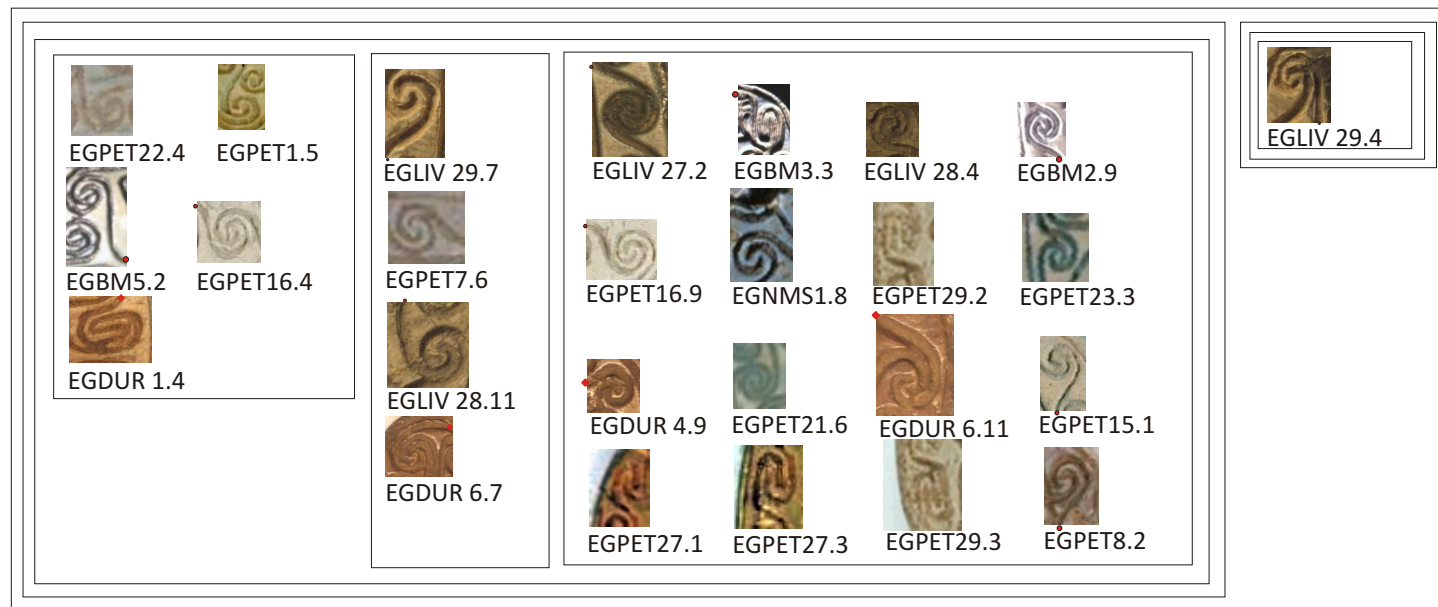 EGPET22.4
EGPET1.5
EGBM5.2
EGPET16.4
EGDUR 1.4
EGLIV 29.7
EGPET7.6
EGLIV 28.11
EGDUR 6.7
EGLIV 27.2
EGBM3.3
EGLIV 28.4
EGBM2.9
EGPET16.9
EGNMS1.8
EGPET29.2
EGPET23.3
EGDUR 4.9
EGPET21.6
EGDUR 6.11
EGPET15.1
EGPET27.1
EGPET27.3
EGPET29.3
EGPET8.2
EGLIV 29.4